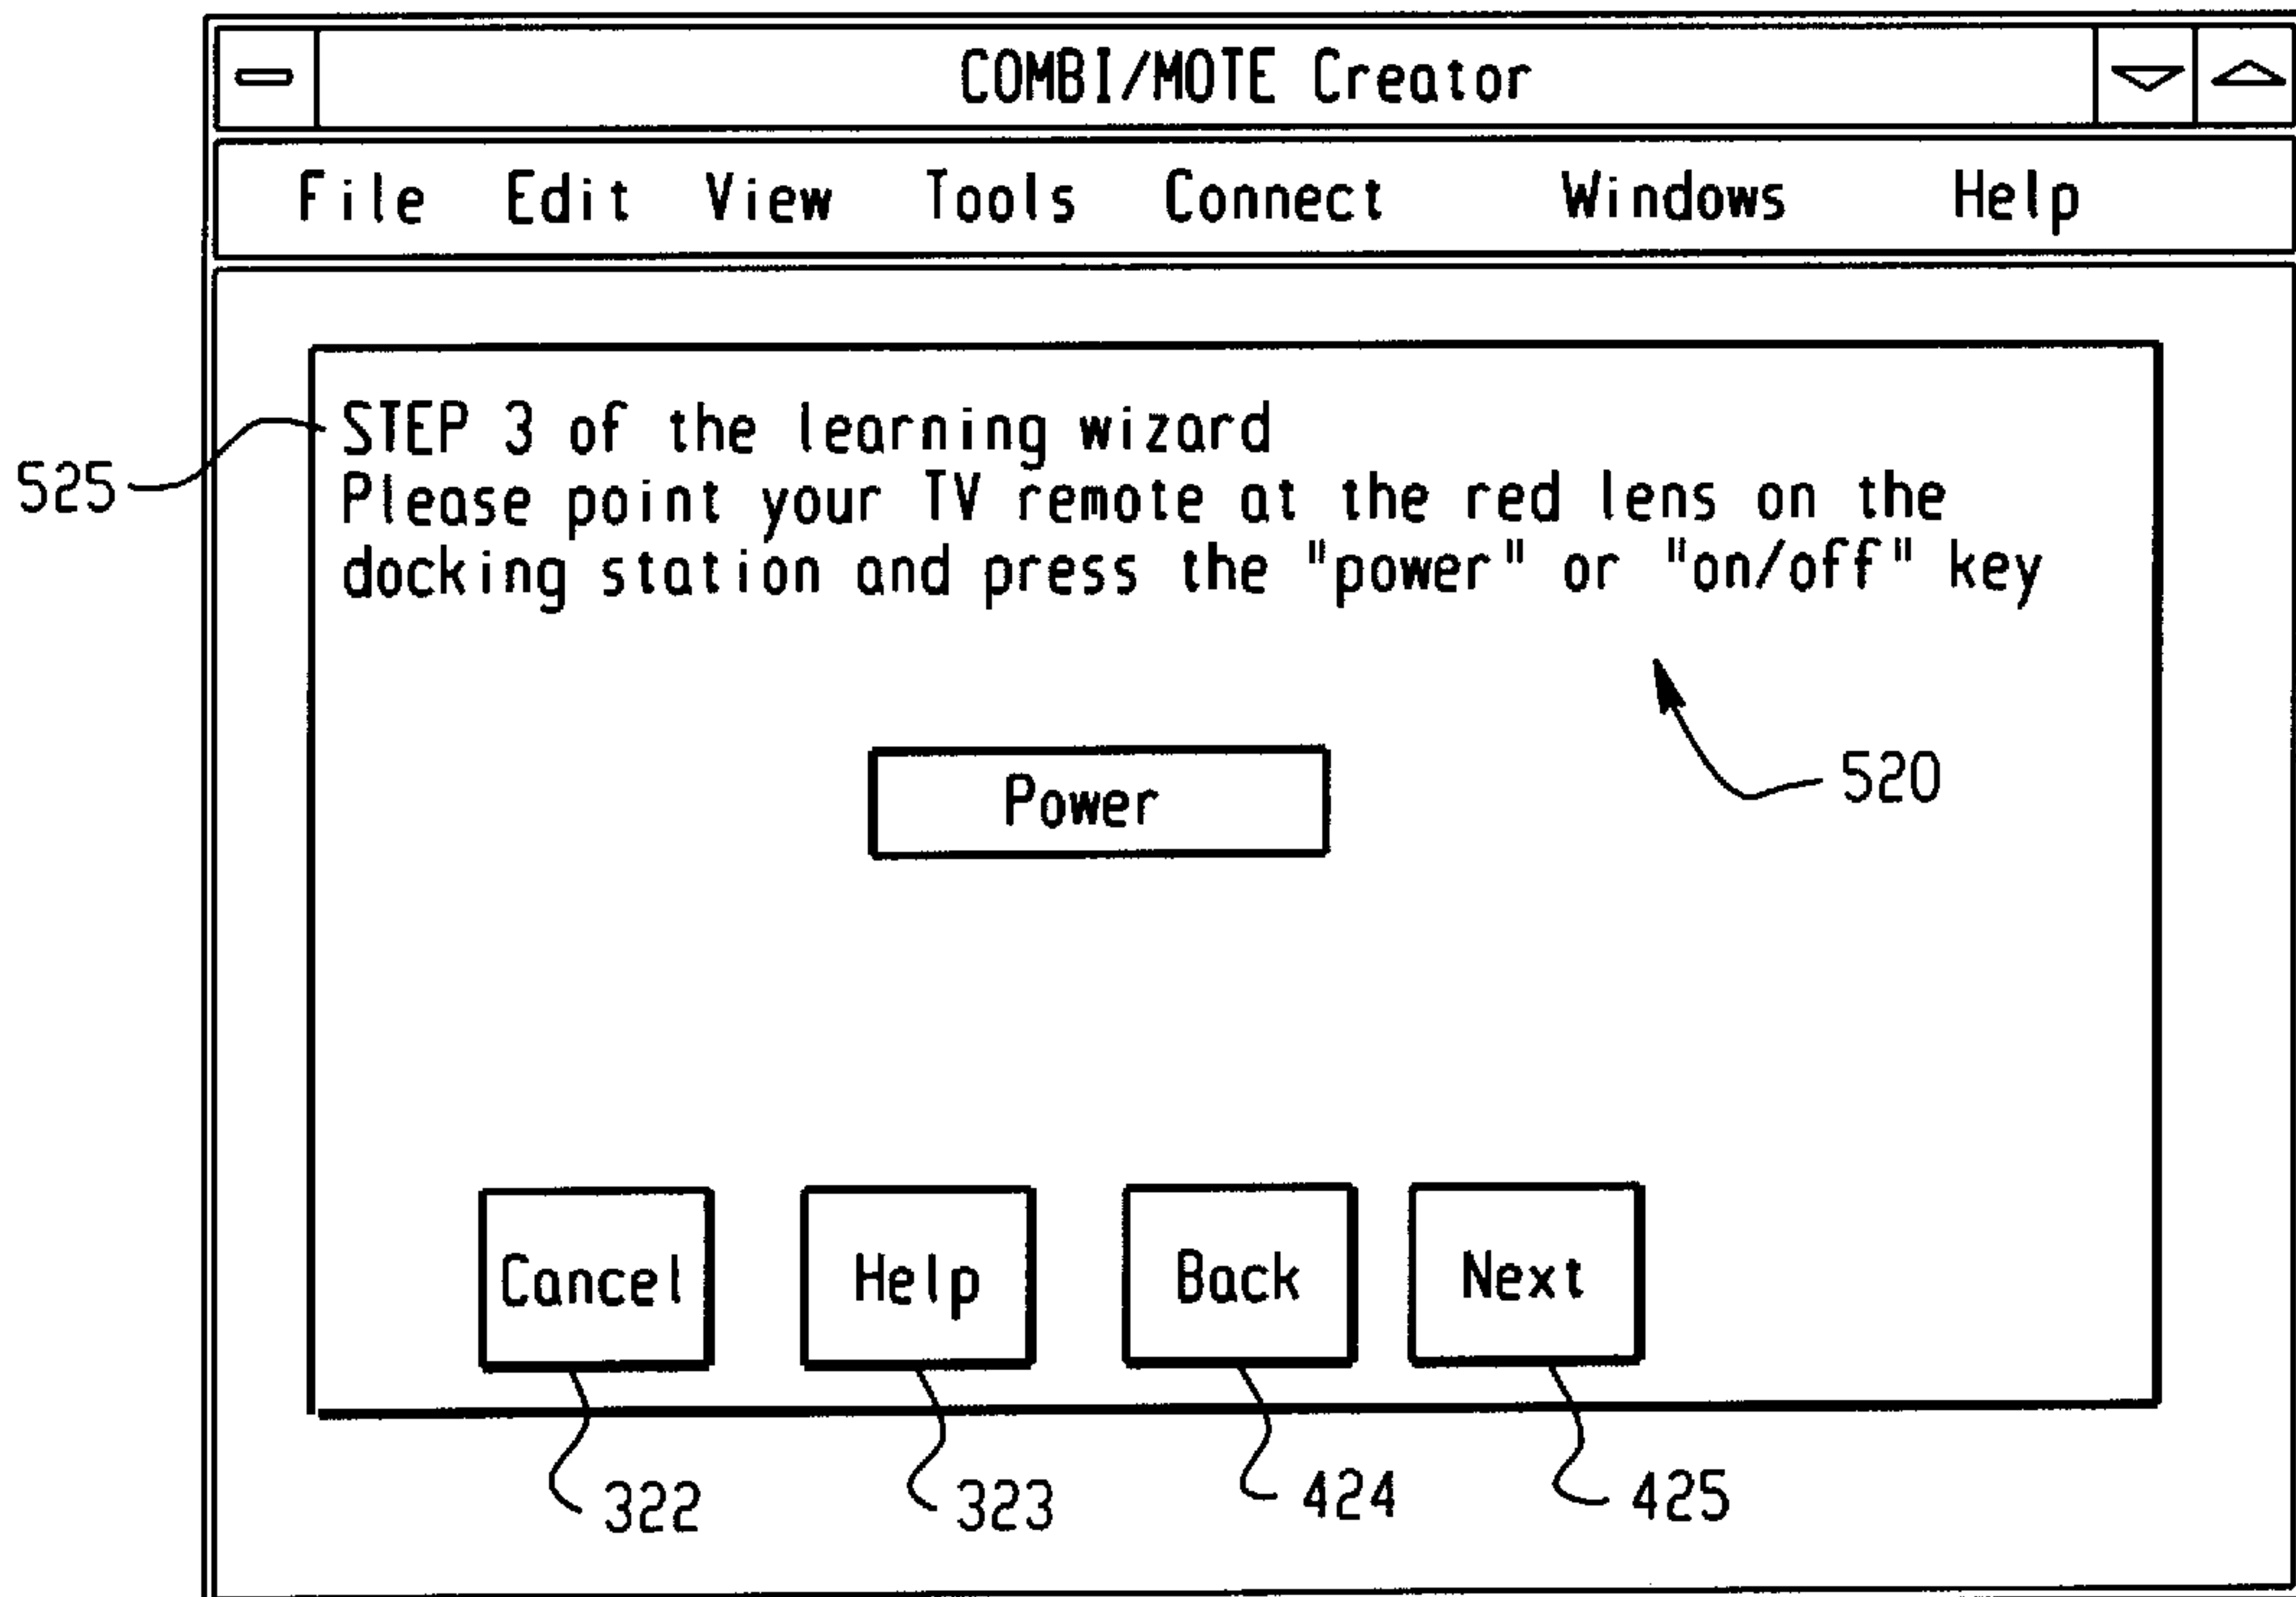 COMBI/MOTE Creator
File Edit View Tools Connect Windows Help
STEP 3 of the learning wizard
Please point your TV remote at the red lens on the
docking station and press the "power" or "on/off" key
525
520
Power
Cancel Help Back Next
322 323 424 425